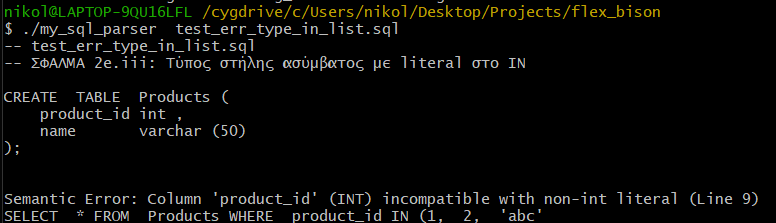 nikol@LAPTOP-9QU16LFL /cygdrive/c/Users/nikol/Desktop/Projects/flex_bison
$ ./my_sql_parser  test_err_type_in_list.sql
-- test_err_type_in_list.sql
-- ΣΦΑΛΜΑ 2e.iii: Τύπος στήλης ασύμβατος με literal στο IN
CREATE  TABLE  Products (
    product_id int ,
    name       varchar (50)
);
Semantic Error: Column 'product_id' (INT) incompatible with non-int literal (Line 9)
SELECT  * FROM  Products WHERE  product_id IN (1,  2,  'abc'